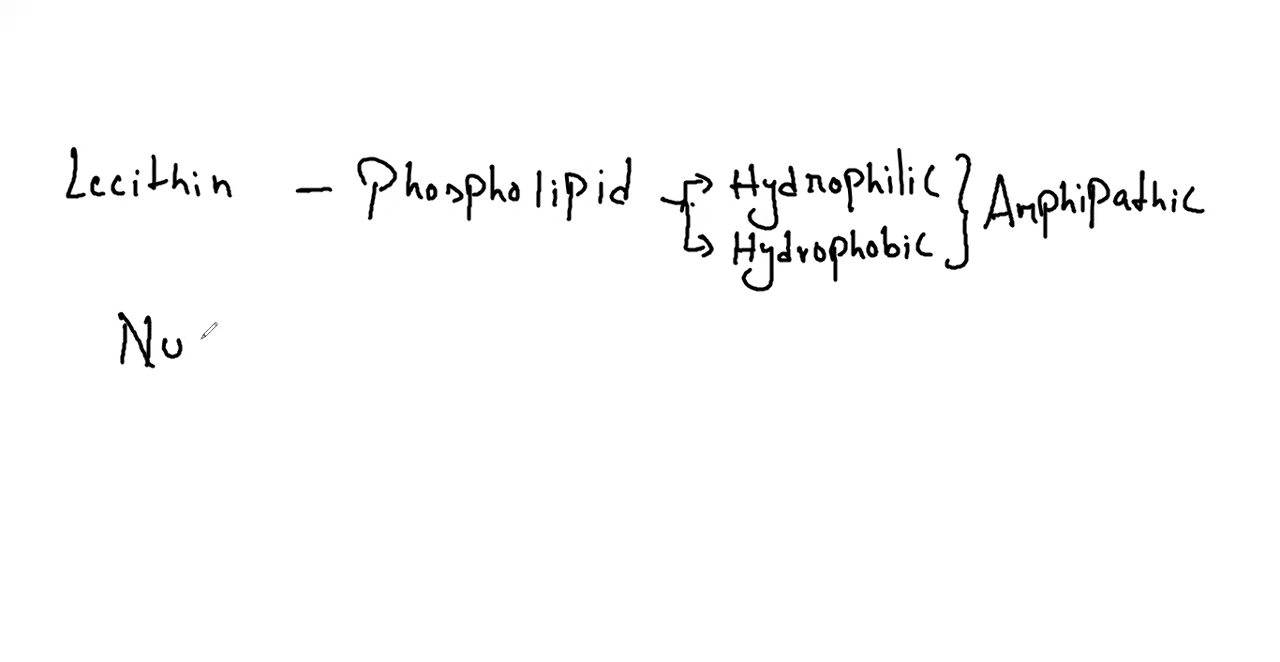 Lecithin — Phospholipid → Hydrophilic } Amphipathic
→ Hydrophobic
Nu